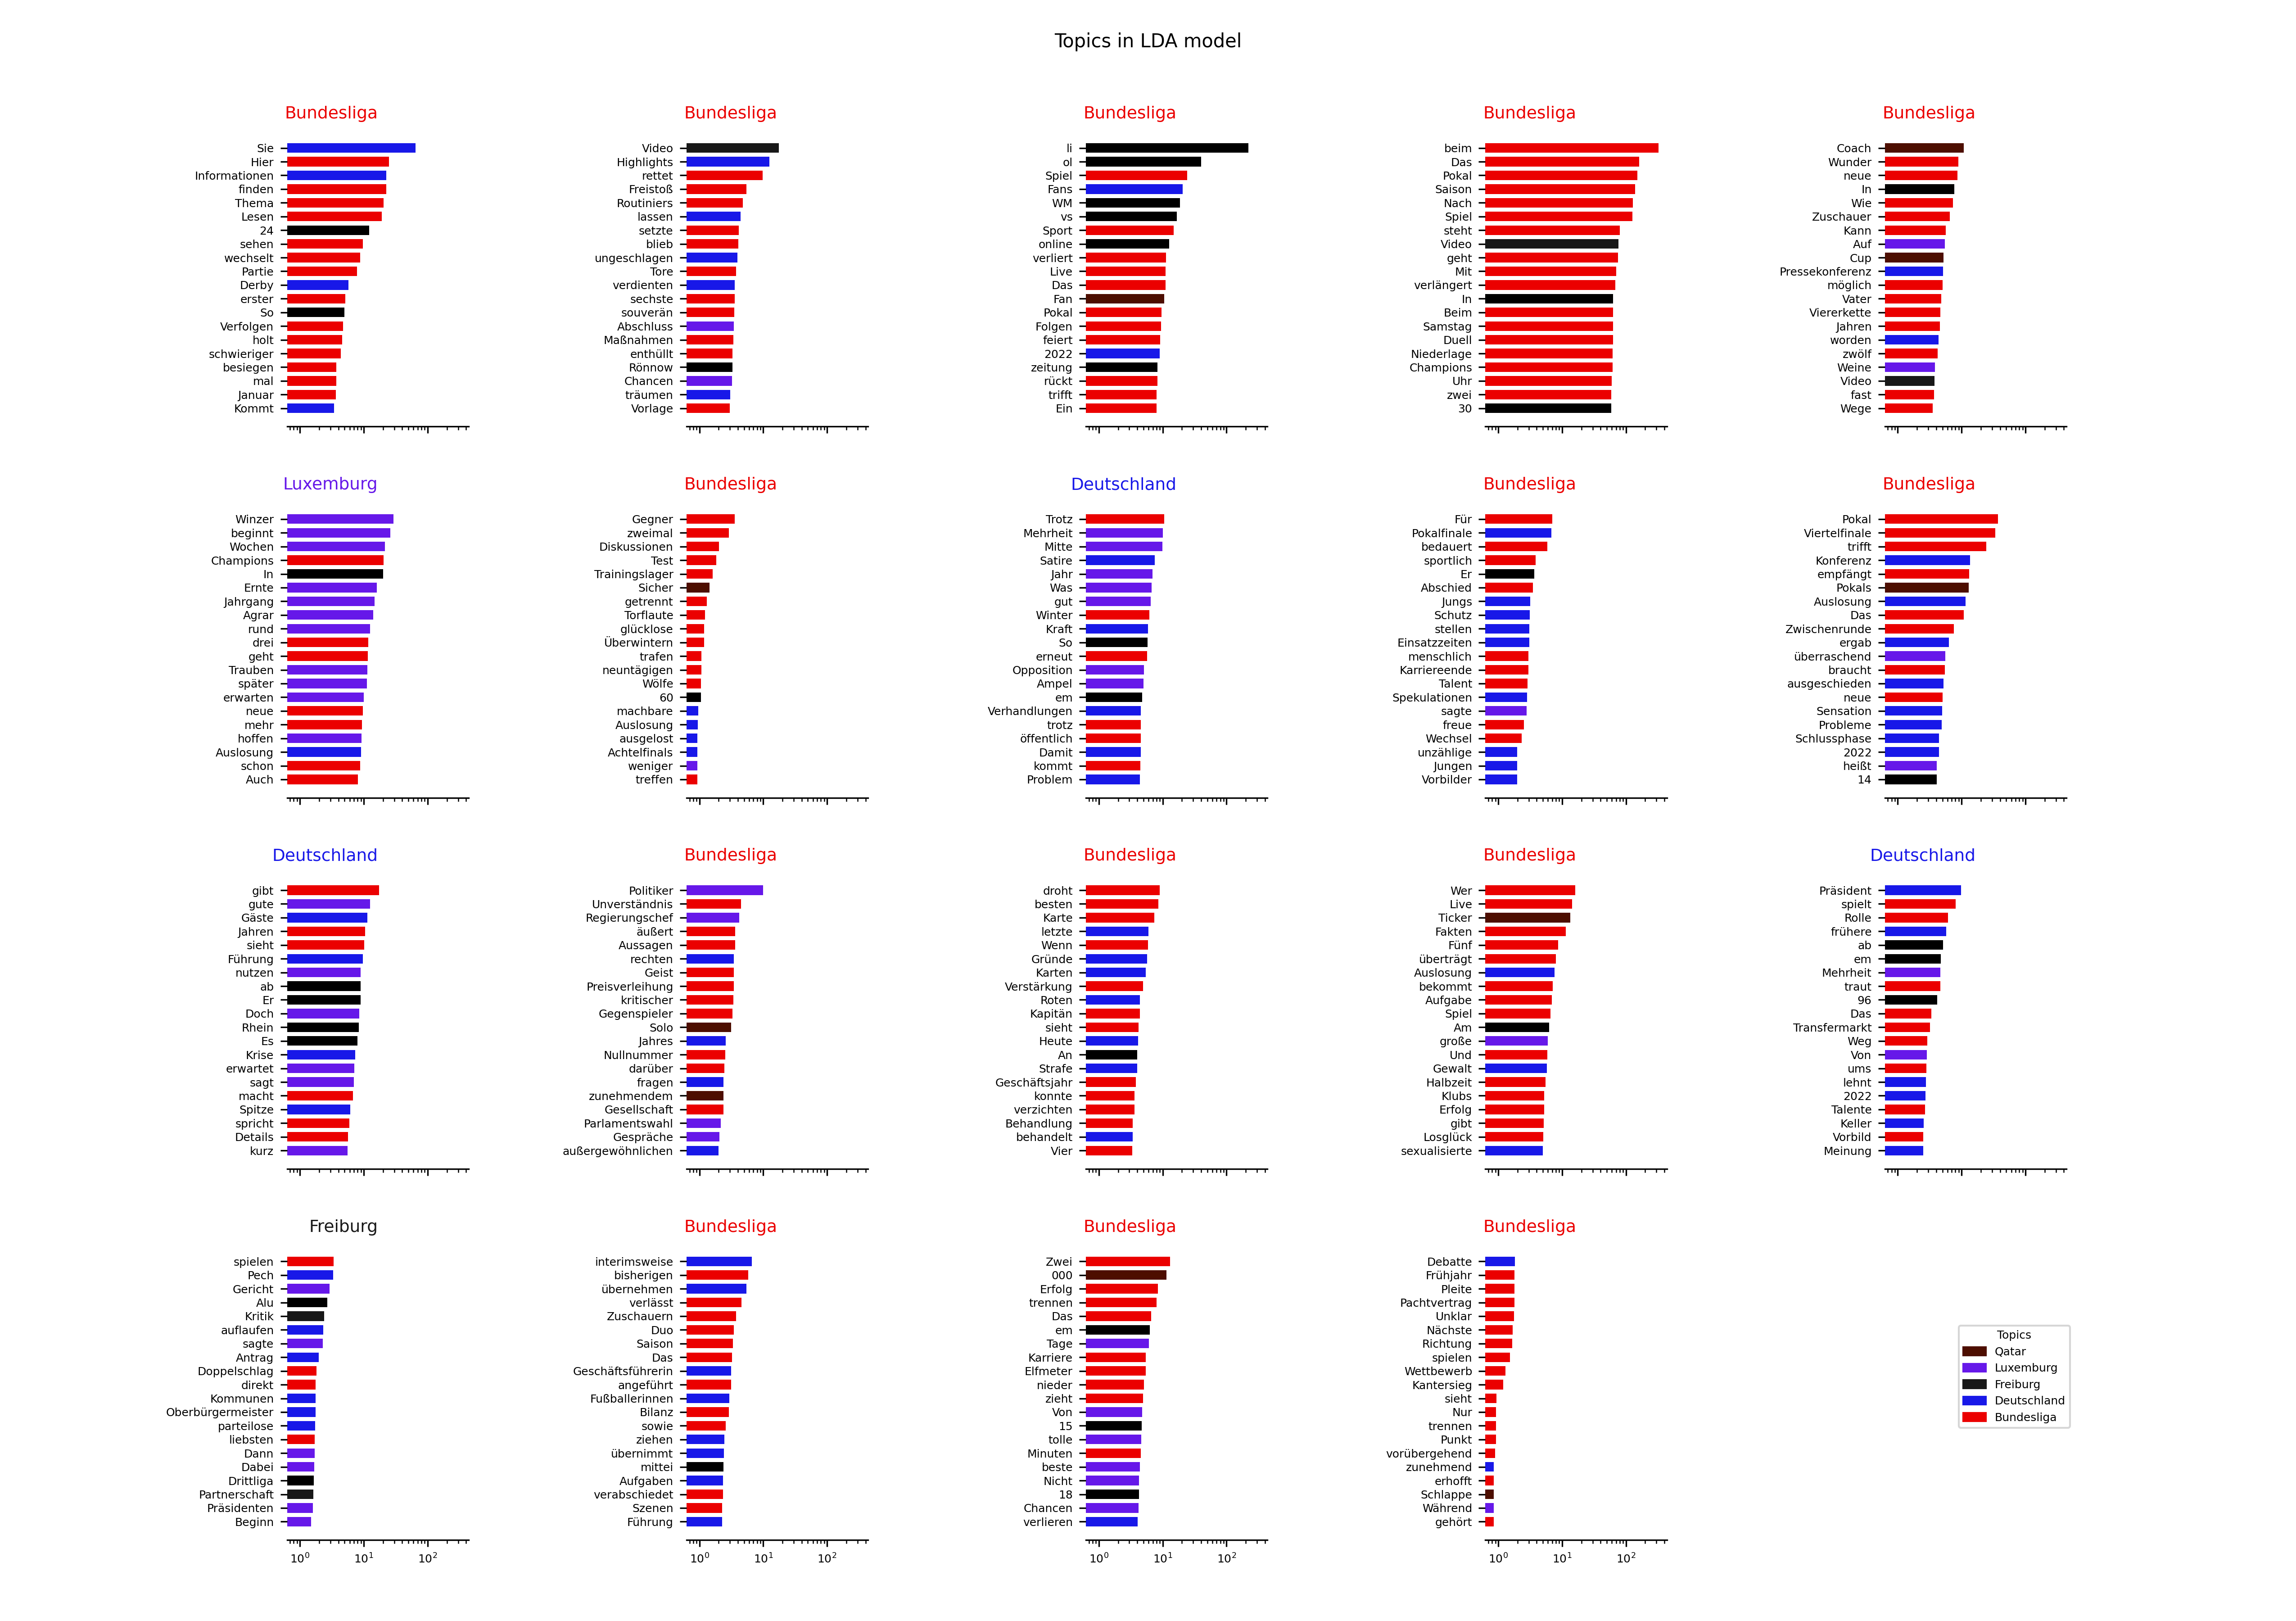 Topics in LDA model
Bundesliga
Sie
Hier
Informationen
finden
Thema
Lesen
24
sehen
wechselt
Partie
Derby
erster
So
Verfolgen
holt
schwieriger
besiegen
mal
Januar
Kommt
Bundesliga
Video
Highlights
rettet
Freistoß
Routiniers
lassen
setzte
blieb
ungeschlagen
Tore
verdienten
sechste
souverän
Abschluss
Maßnahmen
enthüllt
Rönnow
Chancen
träumen
Vorlage
Bundesliga
li
ol
Spiel
Fans
WM
vs
Sport
online
verliert
Live
Das
Fan
Pokal
Folgen
feiert
2022
zeitung
rückt
trifft
Ein
Bundesliga
beim
Das
Pokal
Saison
Nach
Spiel
steht
Video
geht
Mit
verlängert
In
Beim
Samstag
Duell
Niederlage
Champions
Uhr
zwei
30
Bundesliga
Coach
Wunder
neue
In
Wie
Zuschauer
Kann
Auf
Cup
Pressekonferenz
möglich
Vater
Viererkette
Jahren
worden
zwölf
Weine
Video
fast
Wege
Luxemburg
Winzer
beginnt
Wochen
Champions
In
Ernte
Jahrgang
Agrar
rund
drei
geht
Trauben
später
erwarten
neue
mehr
hoffen
Auslosung
schon
Auch
Bundesliga
Gegner
zweimal
Diskussionen
Test
Trainingslager
Sicher
getrennt
Torflaute
glücklose
Überwintern
trafen
neuntägigen
Wölfe
60
machbare
Auslosung
ausgelost
Achtelfinals
weniger
treffen
Deutschland
Trotz
Mehrheit
Mitte
Satire
Jahr
Was
gut
Winter
Kraft
So
erneut
Opposition
Ampel
em
Verhandlungen
trotz
öffentlich
Damit
kommt
Problem
Bundesliga
Für
Pokalfinale
bedauert
sportlich
Er
Abschied
Jungs
Schutz
stellen
Einsatzzeiten
menschlich
Karriereende
Talent
Spekulationen
sagte
freue
Wechsel
unzählige
Jungen
Vorbilder
Bundesliga
Pokal
Viertelfinale
trifft
Konferenz
empfängt
Pokals
Auslosung
Das
Zwischenrunde
ergab
überraschend
braucht
ausgeschieden
neue
Sensation
Probleme
Schlussphase
2022
heißt
14
Deutschland
gibt
gute
Gäste
Jahren
sieht
Führung
nutzen
ab
Er
Doch
Rhein
Es
Krise
erwartet
sagt
macht
Spitze
spricht
Details
kurz
Bundesliga
Politiker
Unverständnis
Regierungschef
äußert
Aussagen
rechten
Geist
Preisverleihung
kritischer
Gegenspieler
Solo
Jahres
Nullnummer
darüber
fragen
zunehmendem
Gesellschaft
Parlamentswahl
Gespräche
außergewöhnlichen
Bundesliga
droht
besten
Karte
letzte
Wenn
Gründe
Karten
Verstärkung
Roten
Kapitän
sieht
Heute
An
Strafe
Geschäftsjahr
konnte
verzichten
Behandlung
behandelt
Vier
Bundesliga
Wer
Live
Ticker
Fakten
Fünf
überträgt
Auslosung
bekommt
Aufgabe
Spiel
Am
große
Und
Gewalt
Halbzeit
Klubs
Erfolg
gibt
Losglück
sexualisierte
Deutschland
Präsident
spielt
Rolle
frühere
ab
em
Mehrheit
traut
96
Das
Transfermarkt
Weg
Von
ums
lehnt
2022
Talente
Keller
Vorbild
Meinung
Freiburg
spielen
Pech
Gericht
Alu
Kritik
auflaufen
sagte
Antrag
Doppelschlag
direkt
Kommunen
Oberbürgermeister
parteilose
liebsten
Dann
Dabei
Drittliga
Partnerschaft
Präsidenten
Beginn
10⁰ 10¹ 10²
Bundesliga
interimsweise
bisherigen
übernehmen
verlässt
Zuschauern
Duo
Saison
Das
Geschäftsführerin
angeführt
Fußballerinnen
Bilanz
sowie
ziehen
übernimmt
mittei
Aufgaben
verabschiedet
Szenen
Führung
10⁰ 10¹ 10²
Bundesliga
Zwei
000
Erfolg
trennen
Das
em
Tage
Karriere
Elfmeter
nieder
zieht
Von
15
tolle
Minuten
beste
Nicht
18
Chancen
verlieren
10⁰ 10¹ 10²
Bundesliga
Debatte
Frühjahr
Pleite
Pachtvertrag
Unklar
Nächste
Richtung
spielen
Wettbewerb
Kantersieg
sieht
Nur
trennen
Punkt
vorübergehend
zunehmend
erhofft
Schlappe
Während
gehört
10⁰ 10¹ 10²
Topics
Qatar
Luxemburg
Freiburg
Deutschland
Bundesliga